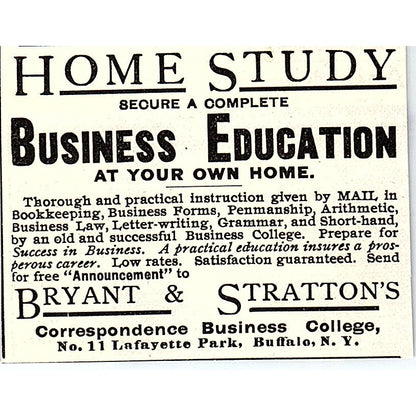 HOME STUDY
SECURE A COMPLETE
BUSINESS EDUCATION
AT YOUR OWN HOME.
Thorough and practical instruction given by MAIL in
Bookkeeping, Business Forms, Penmanship, Arithmetic,
Business Law, Letter-writing, Grammar, and Short-hand,
by an old and successful Business College. Prepare for
Success in Business. A practical education insures a pros-
perous career. Low rates. Satisfaction guaranteed. Send
for free "Announcement" to
BRYANT & STRATTON'S
Correspondence Business College,
No. 11 Lafayette Park, Buffalo, N. Y.